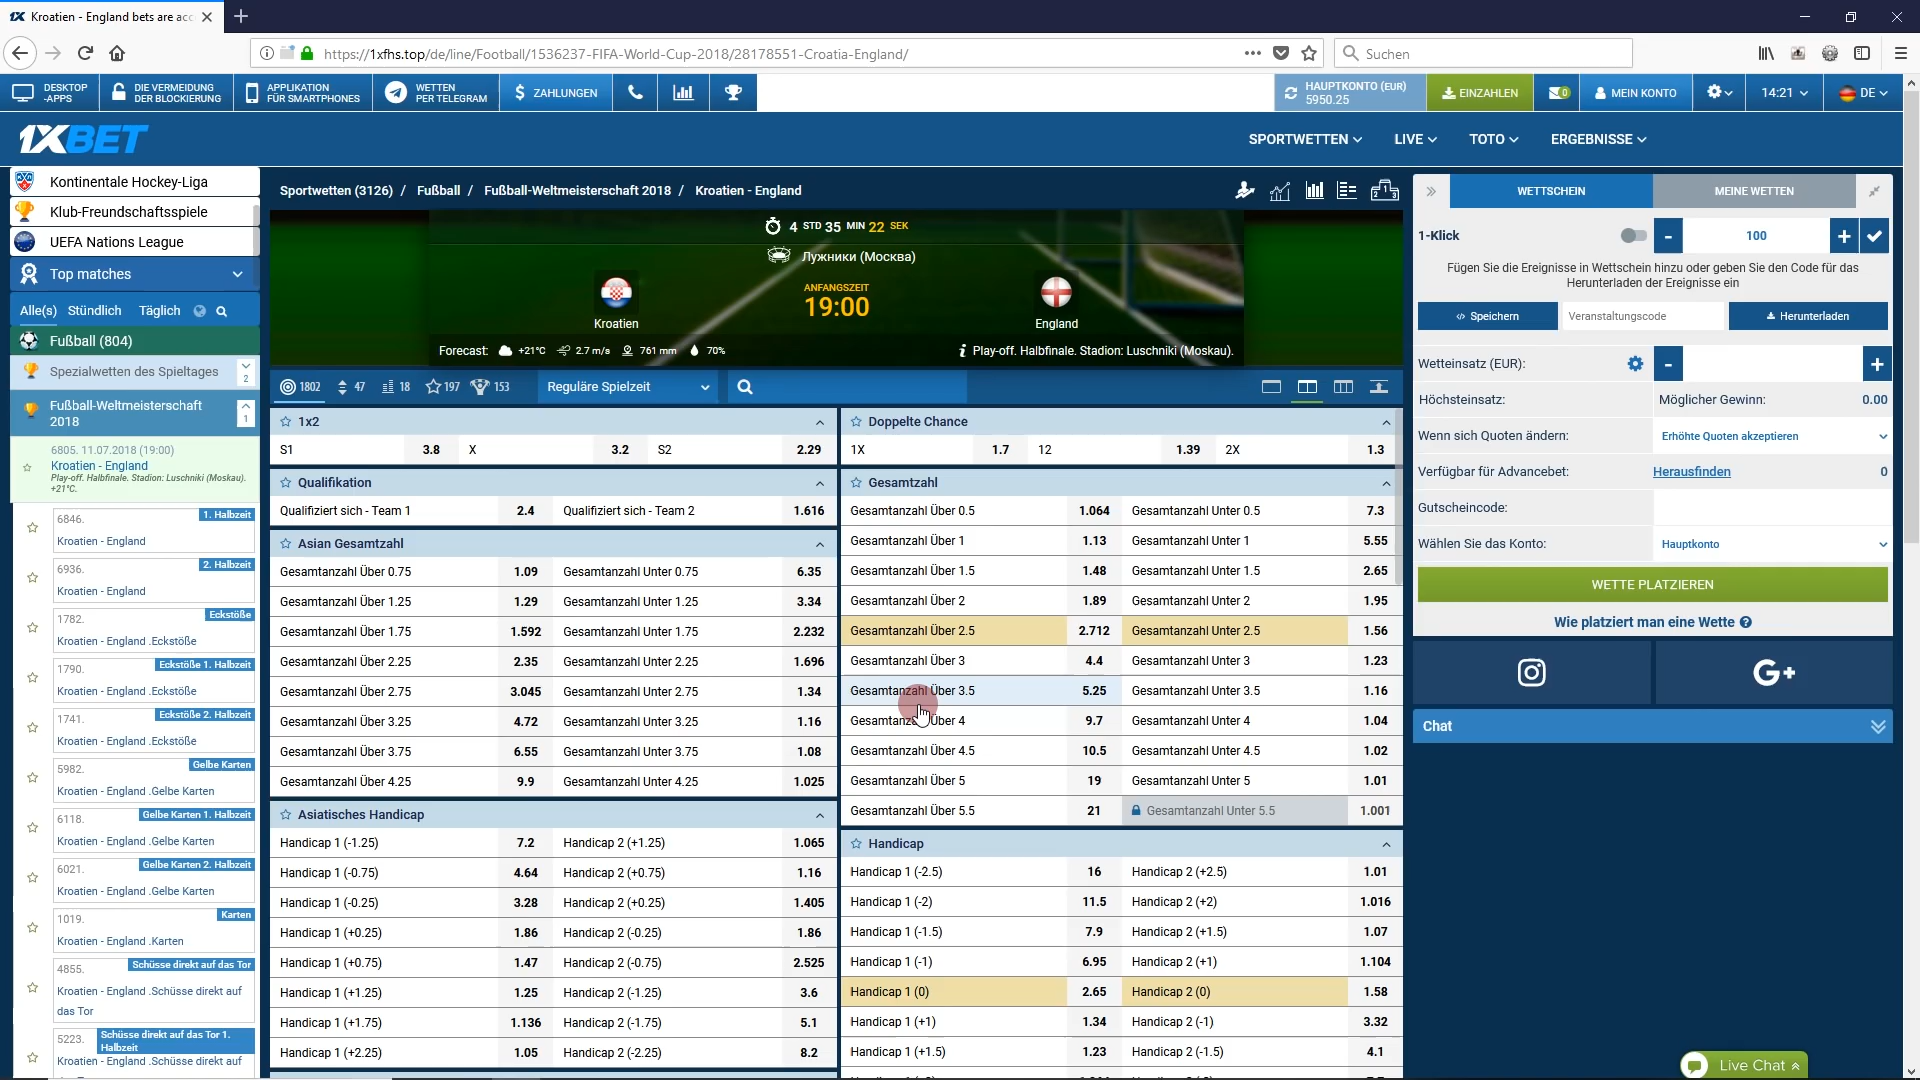 Kroatien - England bets are acc
https://1xfhs.top/de/line/Football/1536237-FIFA-World-Cup-2018/28178551-Croatia-England/
Suchen
DESKTOP
-APPS
DIE VERMEIDUNG
DER BLOCKIERUNG
APPLIKATION
FÜR SMARTPHONES
WETTEN
PER TELEGRAM
$ ZAHLUNGEN
HAUPTKONTO (EUR)
5950.25
EINZAHLEN
0
MEIN KONTO
14:21
DE
1XBET
SPORTWETTEN
LIVE
TOTO
ERGEBNISSE
Kontinentale Hockey-Liga
Klub-Freundschaftsspiele
UEFA Nations League
Top matches
Alle(s) Stündlich Täglich
Fußball (804)
Spezialwetten des Spieltages
2
Fußball-Weltmeisterschaft
2018
1
6805. 11.07.2018 (19:00)
Kroatien - England
Play-off. Halbfinale. Stadion: Luschniki (Moskau).
+21°C.
6846. 1. Halbzeit
Kroatien - England
6936. 2. Halbzeit
Kroatien - England
1782. Eckstöße
Kroatien - England .Eckstöße
1790. Eckstöße 1. Halbzeit
Kroatien - England .Eckstöße
1741. Eckstöße 2. Halbzeit
Kroatien - England .Eckstöße
5982. Gelbe Karten
Kroatien - England .Gelbe Karten
6118. Gelbe Karten 1. Halbzeit
Kroatien - England .Gelbe Karten
6021. Gelbe Karten 2. Halbzeit
Kroatien - England .Gelbe Karten
1019. Karten
Kroatien - England .Karten
4855. Schüsse direkt auf das Tor
Kroatien - England .Schüsse direkt auf
das Tor
5223. Schüsse direkt auf das Tor 1.
Halbzeit
Kroatien - England .Schüsse direkt auf
Sportwetten (3126) / Fußball / Fußball-Weltmeisterschaft 2018 / Kroatien - England
4 STD 35 MIN 22 SEK
Лужники (Москва)
ANFANGSZEIT
19:00
Kroatien
England
Forecast: +21°C 2.7 m/s 761 mm 70%
Play-off. Halbfinale. Stadion: Luschniki (Moskau).
1802 47 18 197 153
Reguläre Spielzeit
1x2
S1 3.8 X 3.2 S2 2.29
Qualifikation
Qualifiziert sich - Team 1 2.4 Qualifiziert sich - Team 2 1.616
Asian Gesamtzahl
Gesamtanzahl Über 0.75 1.09 Gesamtanzahl Unter 0.75 6.35
Gesamtanzahl Über 1.25 1.29 Gesamtanzahl Unter 1.25 3.34
Gesamtanzahl Über 1.75 1.592 Gesamtanzahl Unter 1.75 2.232
Gesamtanzahl Über 2.25 2.35 Gesamtanzahl Unter 2.25 1.696
Gesamtanzahl Über 2.75 3.045 Gesamtanzahl Unter 2.75 1.34
Gesamtanzahl Über 3.25 4.72 Gesamtanzahl Unter 3.25 1.16
Gesamtanzahl Über 3.75 6.55 Gesamtanzahl Unter 3.75 1.08
Gesamtanzahl Über 4.25 9.9 Gesamtanzahl Unter 4.25 1.025
Asiatisches Handicap
Handicap 1 (-1.25) 7.2 Handicap 2 (+1.25) 1.065
Handicap 1 (-0.75) 4.64 Handicap 2 (+0.75) 1.16
Handicap 1 (-0.25) 3.28 Handicap 2 (+0.25) 1.405
Handicap 1 (+0.25) 1.86 Handicap 2 (-0.25) 1.86
Handicap 1 (+0.75) 1.47 Handicap 2 (-0.75) 2.525
Handicap 1 (+1.25) 1.25 Handicap 2 (-1.25) 3.6
Handicap 1 (+1.75) 1.136 Handicap 2 (-1.75) 5.1
Handicap 1 (+2.25) 1.05 Handicap 2 (-2.25) 8.2
Doppelte Chance
1X 1.7 12 1.39 2X 1.3
Gesamtzahl
Gesamtanzahl Über 0.5 1.064 Gesamtanzahl Unter 0.5 7.3
Gesamtanzahl Über 1 1.13 Gesamtanzahl Unter 1 5.55
Gesamtanzahl Über 1.5 1.48 Gesamtanzahl Unter 1.5 2.65
Gesamtanzahl Über 2 1.89 Gesamtanzahl Unter 2 1.95
Gesamtanzahl Über 2.5 2.712 Gesamtanzahl Unter 2.5 1.56
Gesamtanzahl Über 3 4.4 Gesamtanzahl Unter 3 1.23
Gesamtanzahl Über 3.5 5.25 Gesamtanzahl Unter 3.5 1.16
Gesamtanzahl Über 4 9.7 Gesamtanzahl Unter 4 1.04
Gesamtanzahl Über 4.5 10.5 Gesamtanzahl Unter 4.5 1.02
Gesamtanzahl Über 5 19 Gesamtanzahl Unter 5 1.01
Gesamtanzahl Über 5.5 21 Gesamtanzahl Unter 5.5 1.001
Handicap
Handicap 1 (-2.5) 16 Handicap 2 (+2.5) 1.01
Handicap 1 (-2) 11.5 Handicap 2 (+2) 1.016
Handicap 1 (-1.5) 7.9 Handicap 2 (+1.5) 1.07
Handicap 1 (-1) 6.95 Handicap 2 (+1) 1.104
Handicap 1 (0) 2.65 Handicap 2 (0) 1.58
Handicap 1 (+1) 1.34 Handicap 2 (-1) 3.32
Handicap 1 (+1.5) 1.23 Handicap 2 (-1.5) 4.1
WETTSCHEIN
MEINE WETTEN
1-Klick - 100 +
Fügen Sie die Ereignisse in Wettschein hinzu oder geben Sie den Code für das
Herunterladen der Ereignisse ein
Speichern
Veranstaltungscode
Herunterladen
Wetteinsatz (EUR): - +
Höchsteinsatz: Möglicher Gewinn: 0.00
Wenn sich Quoten ändern: Erhöhte Quoten akzeptieren
Verfügbar für Advancebet: Herausfinden 0
Gutscheincode:
Wählen Sie das Konto: Hauptkonto
WETTE PLATZIEREN
Wie platziert man eine Wette ?
G+
Chat
Live Chat